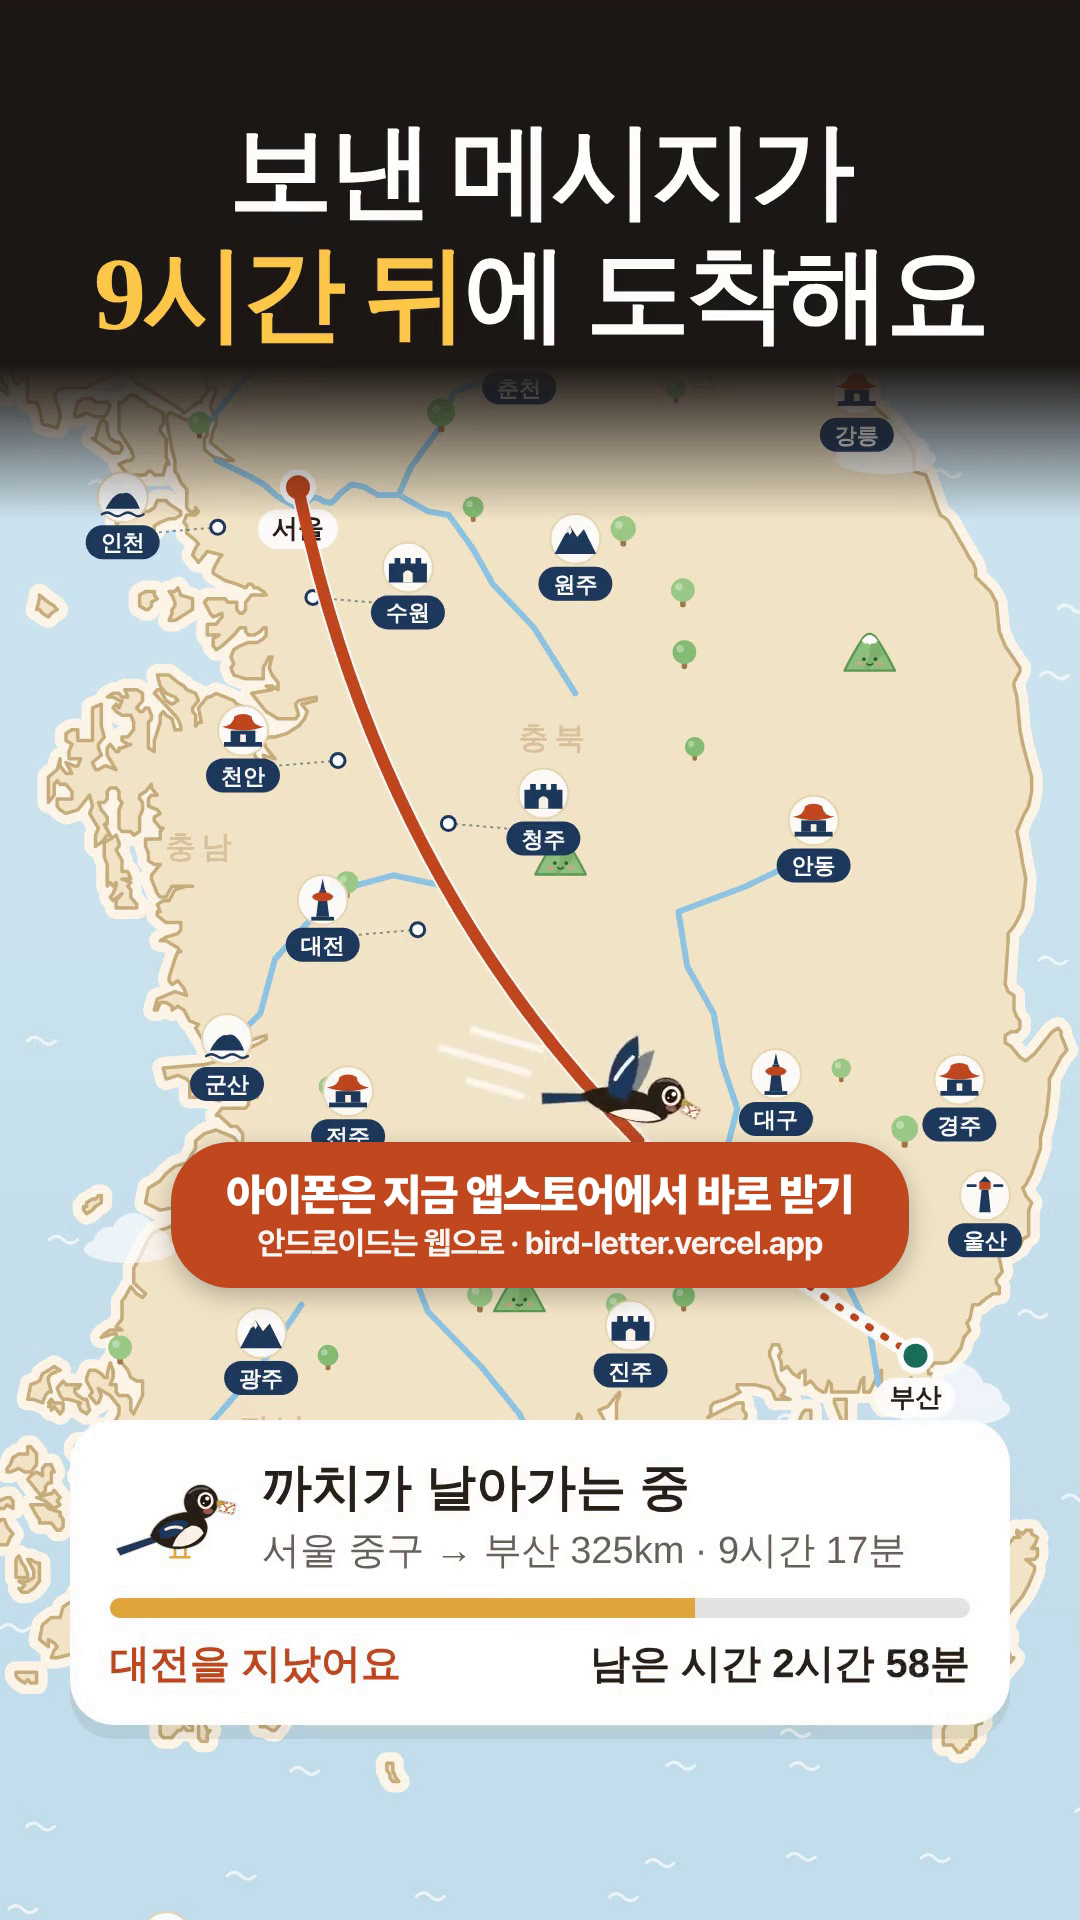 보낸 메시지가
9시간 뒤에 도착해요
춘천
강릉
서울
인천
수원
원주
충북
천안
청주
충남
안동
대전
군산
전주
대구
경주
아이폰은 지금 앱스토어에서 바로 받기
안드로이드는 웹으로 · bird-letter.vercel.app
울산
광주
진주
부산
까치가 날아가는 중
서울 중구 → 부산 325km · 9시간 17분
대전을 지났어요
남은 시간 2시간 58분